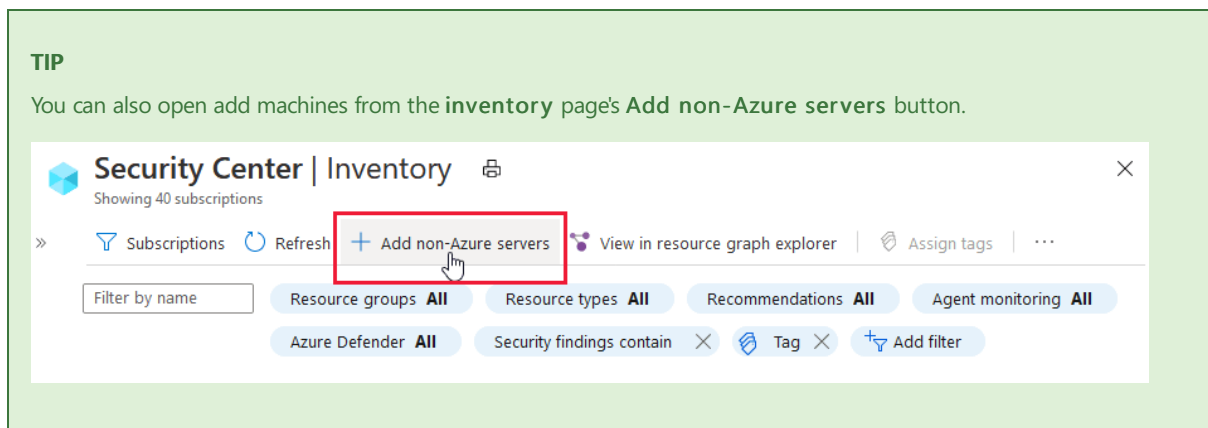 TIP
You can also open add machines from the inventory page's Add non-Azure servers button.
Security Center | Inventory
Showing 40 subscriptions
» Subscriptions Refresh + Add non-Azure servers View in resource graph explorer | Assign tags | ···
Filter by name Resource groups All Resource types All Recommendations All Agent monitoring All
Azure Defender All Security findings contain Tag Add filter